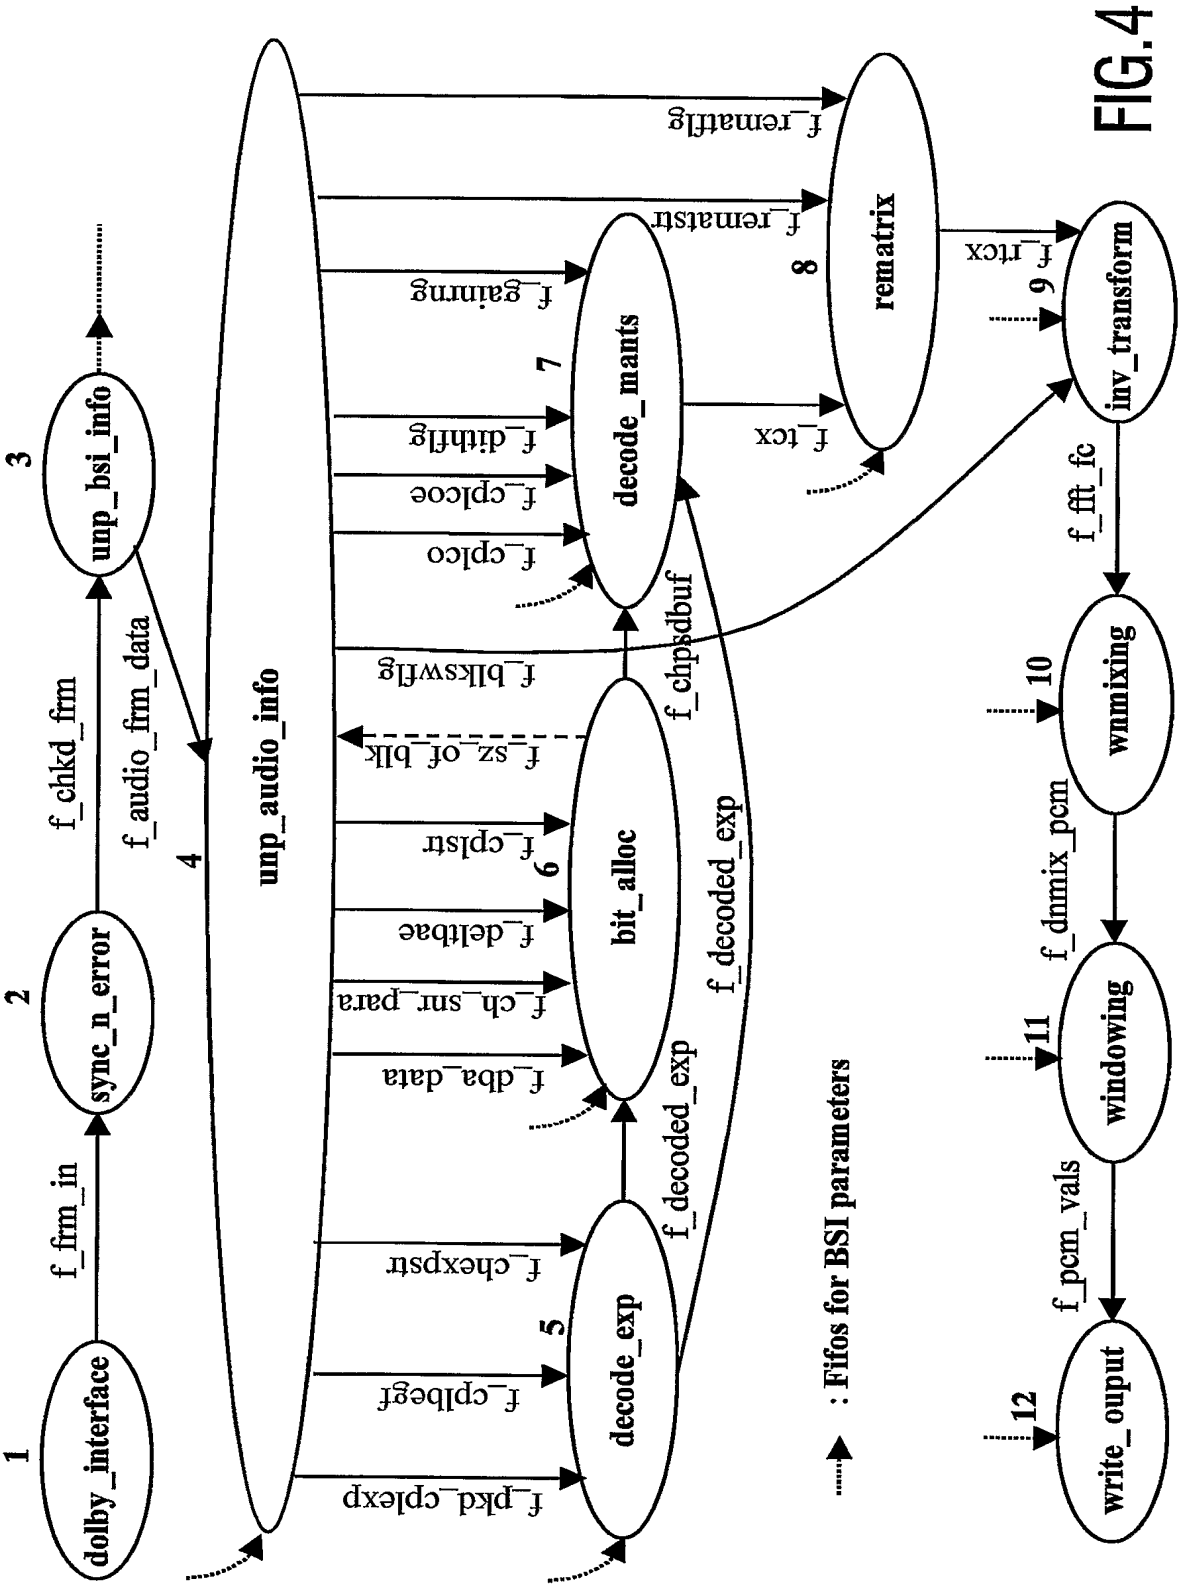 1
dolby_interface
f_frm_in
2
sync_n_error
f_chkd_frm
3
unp_bsi_info
f_audio_frm_data
4
unp_audio_info
f_pkd_cplexp
f_cplbegf
f_chexpstr
f_dba_data
f_ch_snr_para
f_deltbae
f_cplstr
f_sz_of_blk
f_blkswflg
f_cplco
f_cplcoe
f_dithflg
f_gainrng
f_rematstr
f_rematflg
5
decode_exp
f_decoded_exp
6
bit_alloc
f_chpsdbuf
7
decode_mants
f_decoded_exp
f_tcx
8
rematrix
f_rtcx
: Fifos for BSI parameters
12
write_ouput
f_pcm_vals
11
windowing
f_dnmix_pcm
10
wnmixing
f_fft_fc
9
inv_transform
FIG.4